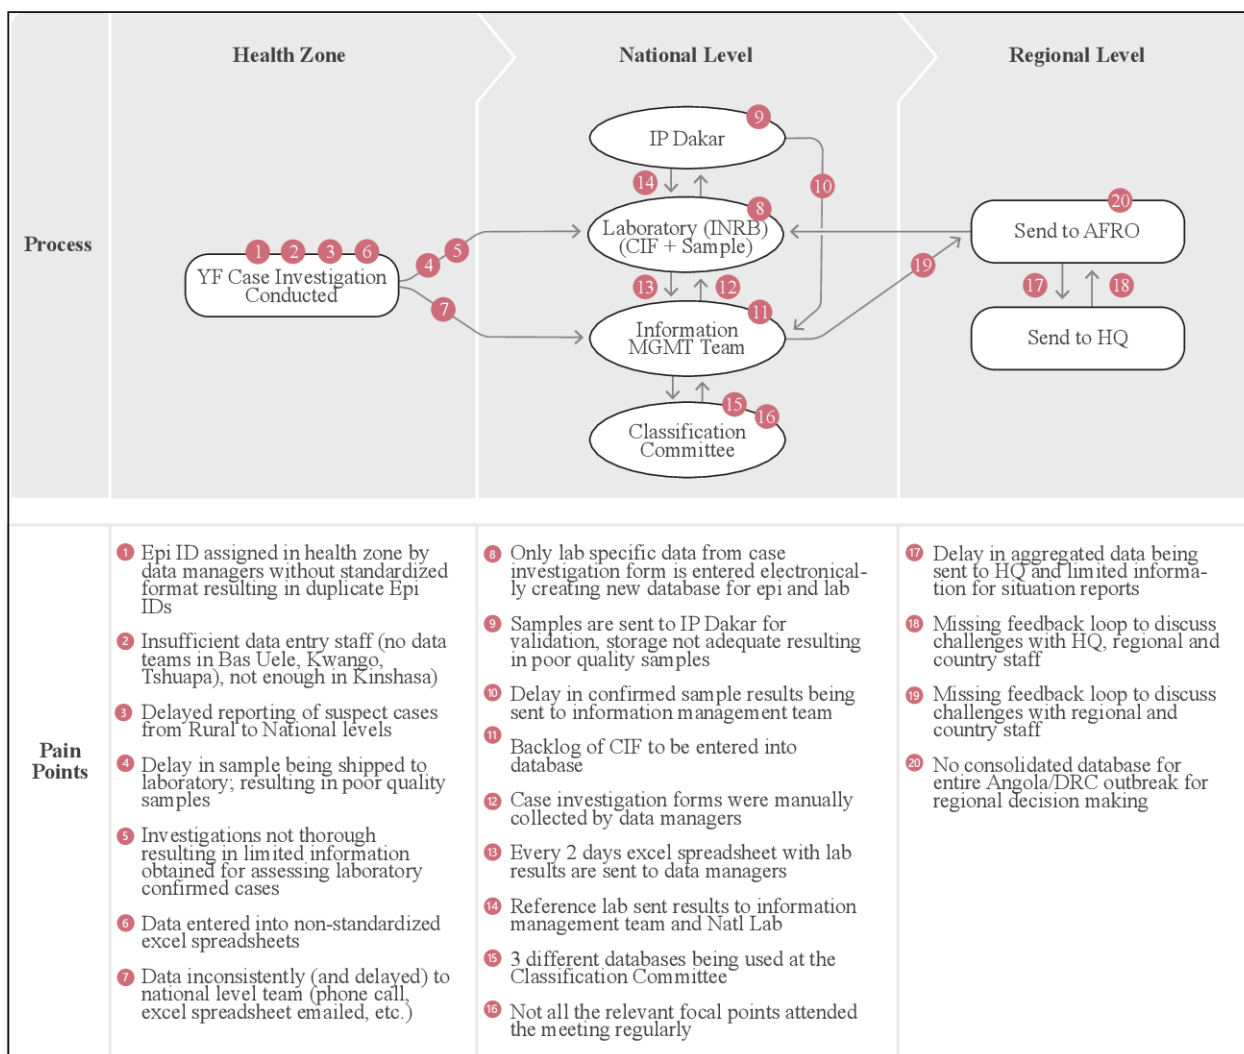 Health Zone
National Level
Regional Level
Process
1
2
3
6
YF Case Investigation
Conducted
4
5
7
9
IP Dakar
14
10
8
Laboratory (INRB)
(CIF + Sample)
13
12
11
Information
MGMT Team
15
16
Classification
Committee
19
20
Send to AFRO
17
18
Send to HQ
Pain
Points
1 Epi ID assigned in health zone by
data managers without standardized
format resulting in duplicate Epi
IDs
2 Insufficient data entry staff (no data
teams in Bas Uele, Kwango,
Tshuapa), not enough in Kinshasa)
3 Delayed reporting of suspect cases
from Rural to National levels
4 Delay in sample being shipped to
laboratory; resulting in poor quality
samples
5 Investigations not thorough
resulting in limited information
obtained for assessing laboratory
confirmed cases
6 Data entered into non-standardized
excel spreadsheets
7 Data inconsistently (and delayed) to
national level team (phone call,
excel spreadsheet emailed, etc.)
8 Only lab specific data from case
investigation form is entered electronical-
ly creating new database for epi and lab
9 Samples are sent to IP Dakar for
validation, storage not adequate resulting
in poor quality samples
10 Delay in confirmed sample results being
sent to information management team
11 Backlog of CIF to be entered into
database
12 Case investigation forms were manually
collected by data managers
13 Every 2 days excel spreadsheet with lab
results are sent to data managers
14 Reference lab sent results to information
management team and Natl Lab
15 3 different databases being used at the
Classification Committee
16 Not all the relevant focal points attended
the meeting regularly
17 Delay in aggregated data being
sent to HQ and limited informa-
tion for situation reports
18 Missing feedback loop to discuss
challenges with HQ, regional and
country staff
19 Missing feedback loop to discuss
challenges with regional and
country staff
20 No consolidated database for
entire Angola/DRC outbreak for
regional decision making